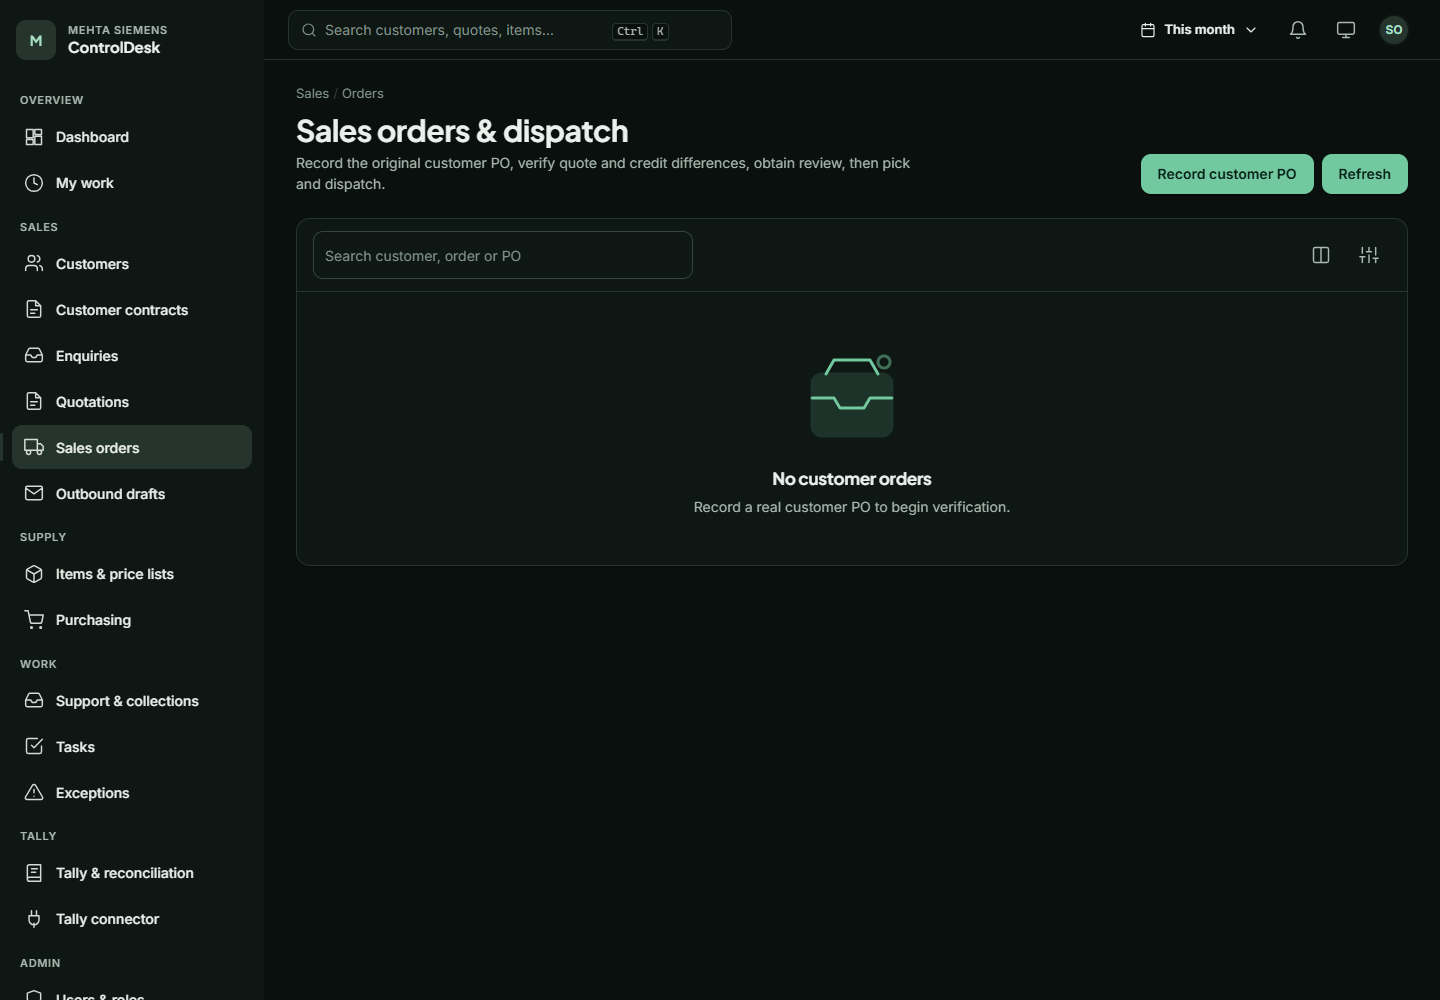 M
MEHTA SIEMENS
ControlDesk
OVERVIEW
Dashboard
My work
SALES
Customers
Customer contracts
Enquiries
Quotations
Sales orders
Outbound drafts
SUPPLY
Items & price lists
Purchasing
WORK
Support & collections
Tasks
Exceptions
TALLY
Tally & reconciliation
Tally connector
ADMIN
Users & roles
Search customers, quotes, items... Ctrl K
This month
SO
Sales / Orders
Sales orders & dispatch
Record the original customer PO, verify quote and credit differences, obtain review, then pick
and dispatch.
Record customer PO Refresh
Search customer, order or PO
No customer orders
Record a real customer PO to begin verification.